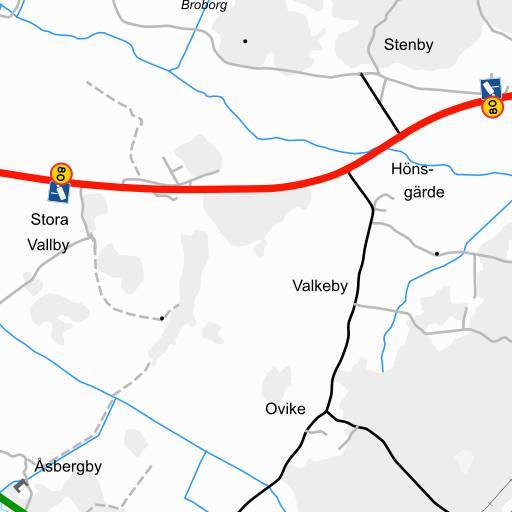 Broborg
Stenby
80
80
Höns-
gärde
Stora
Vallby
Valkeby
Ovike
Åsbergby